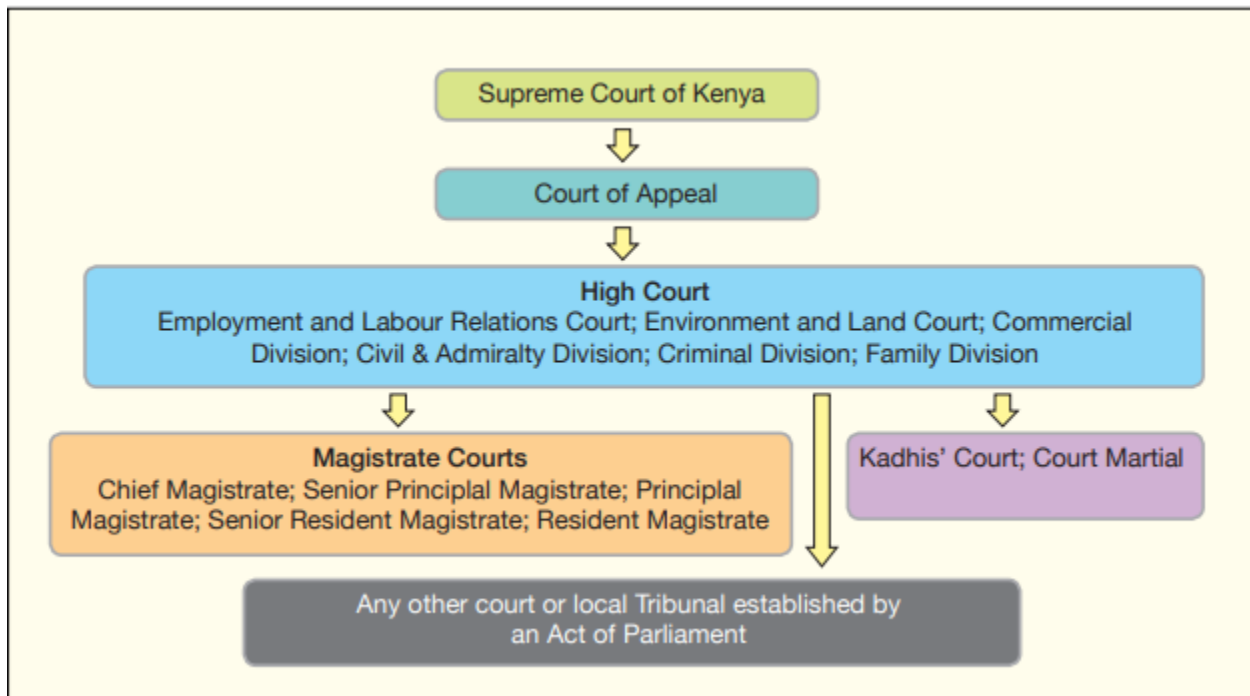 Supreme Court of Kenya
Court of Appeal
High Court
Employment and Labour Relations Court; Environment and Land Court; Commercial
Division; Civil & Admiralty Division; Criminal Division; Family Division
Magistrate Courts
Chief Magistrate; Senior Principlal Magistrate; Principlal
Magistrate; Senior Resident Magistrate; Resident Magistrate
Kadhis' Court; Court Martial
Any other court or local Tribunal established by
an Act of Parliament